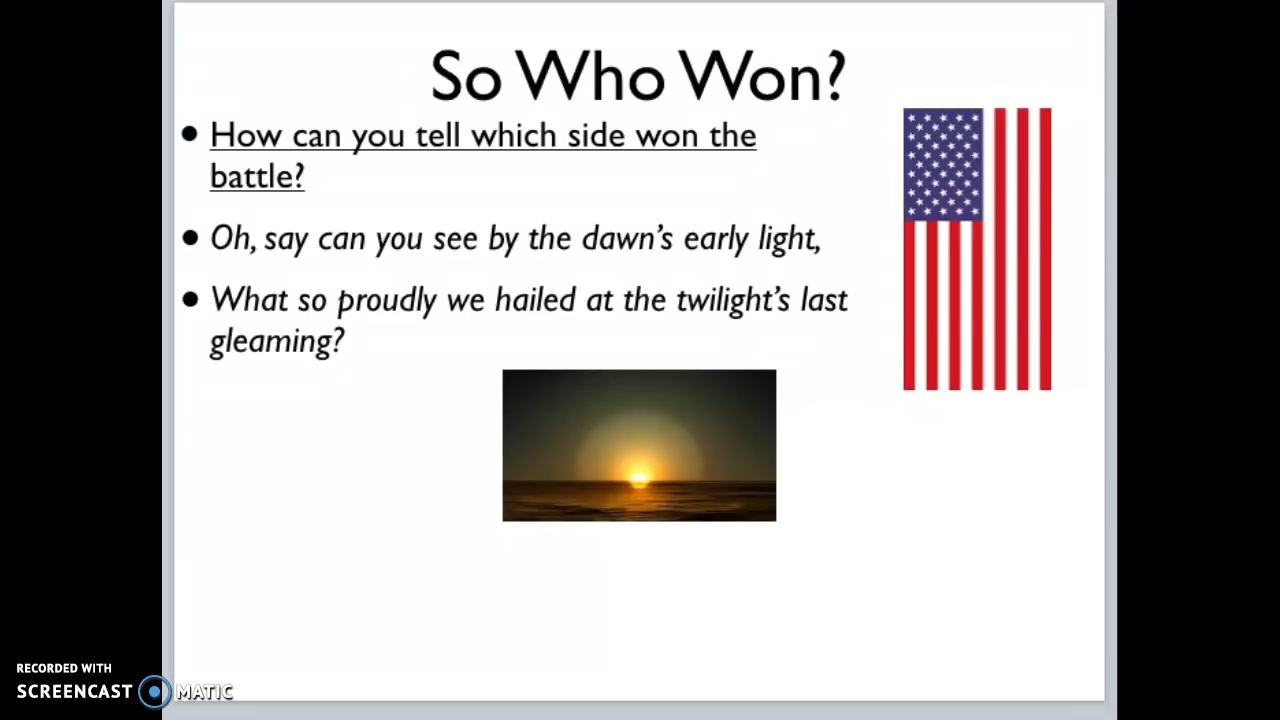 So Who Won?
• How can you tell which side won the
battle?
• Oh, say can you see by the dawn's early light,
• What so proudly we hailed at the twilight's last
gleaming?
RECORDED WITH
SCREENCAST MATIC